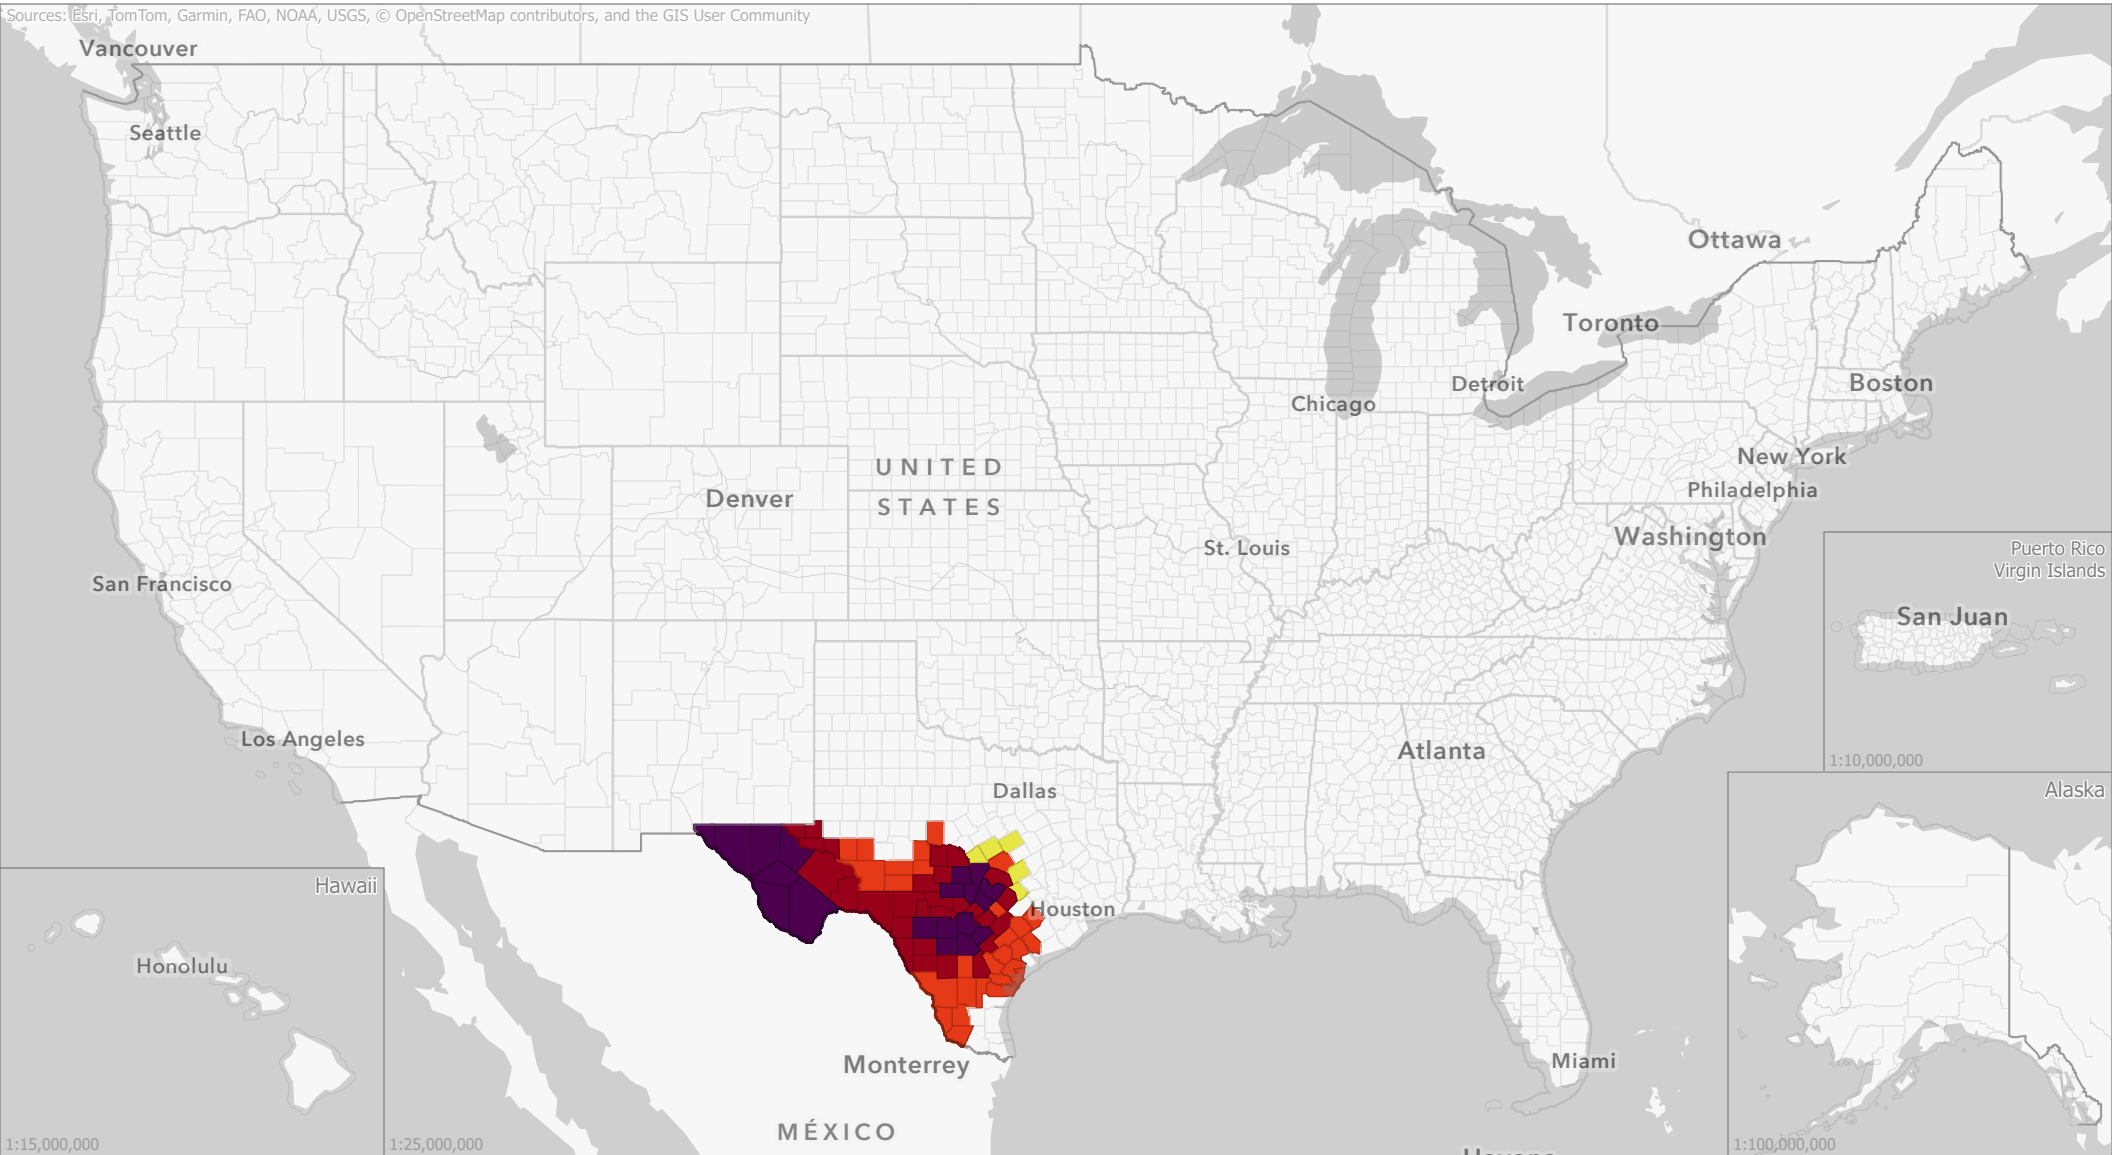 Sources: Esri, TomTom, Garmin, FAO, NOAA, USGS, © OpenStreetMap contributors, and the GIS User Community
Vancouver
Seattle
Ottawa
Toronto
Detroit
Boston
Chicago
New York
UNITED
STATES
Denver
Philadelphia
Washington
St. Louis
San Francisco
Puerto Rico
Virgin Islands
San Juan
1:10,000,000
Los Angeles
Atlanta
Dallas
Alaska
Hawaii
Houston
Honolulu
Monterrey
Miami
MÉXICO
1:15,000,000
1:25,000,000
1:100,000,000